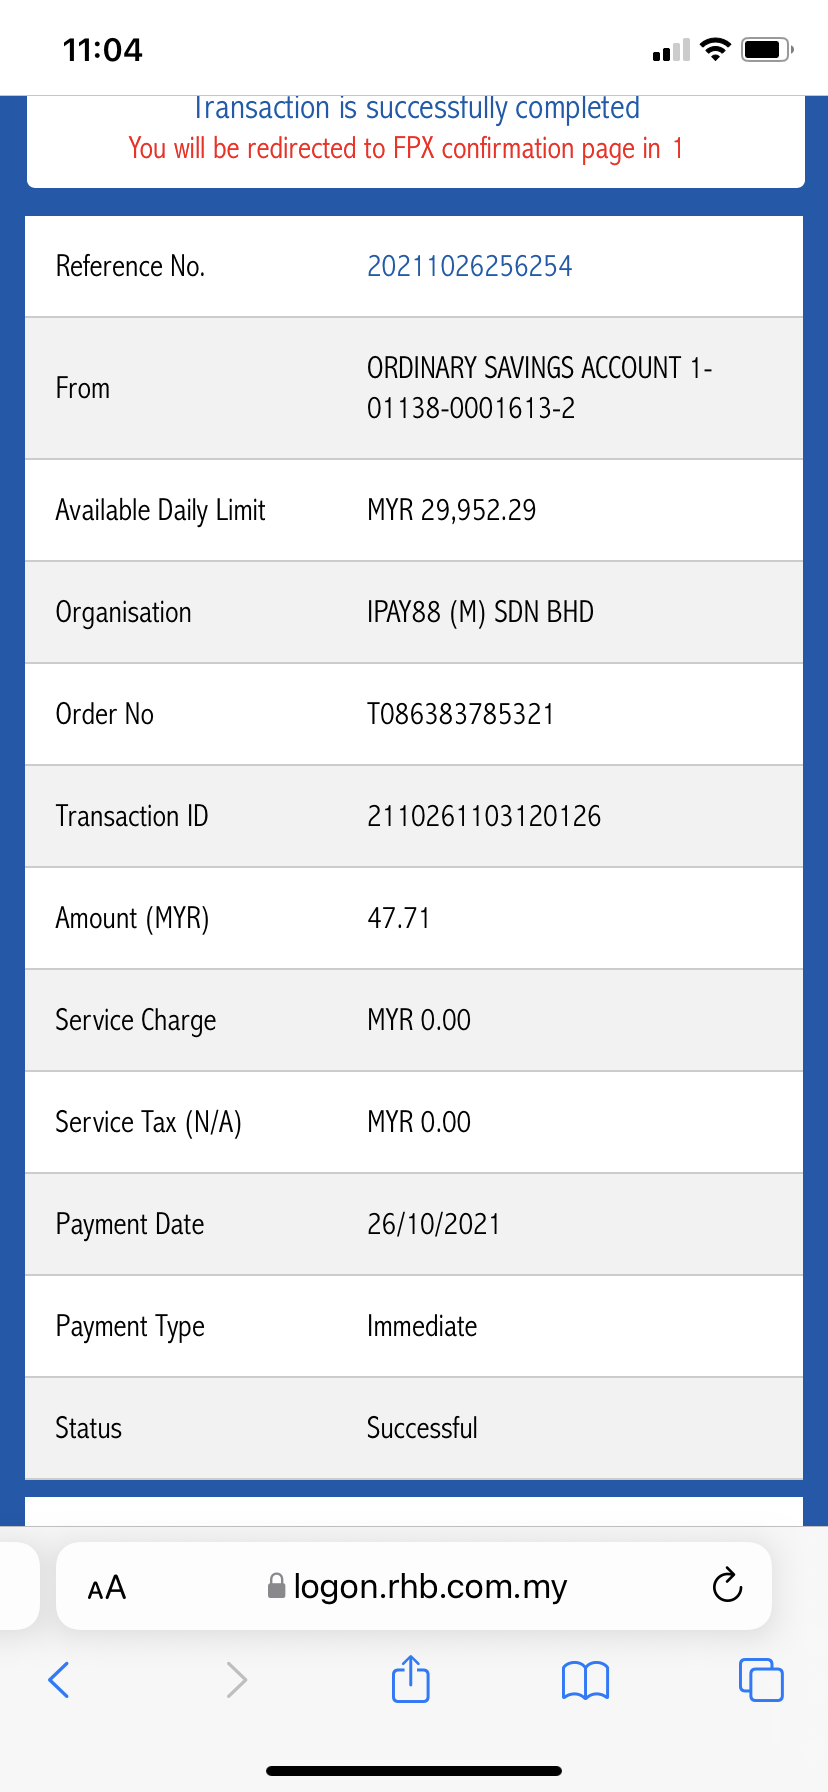 11:04
Transaction is successfully completed
You will be redirected to FPX confirmation page in 1
Reference No. 20211026256254
From ORDINARY SAVINGS ACCOUNT 1-
01138-0001613-2
Available Daily Limit MYR 29,952.29
Organisation IPAY88 (M) SDN BHD
Order No T086383785321
Transaction ID 2110261103120126
Amount (MYR) 47.71
Service Charge MYR 0.00
Service Tax (N/A) MYR 0.00
Payment Date 26/10/2021
Payment Type Immediate
Status Successful
AA logon.rhb.com.my